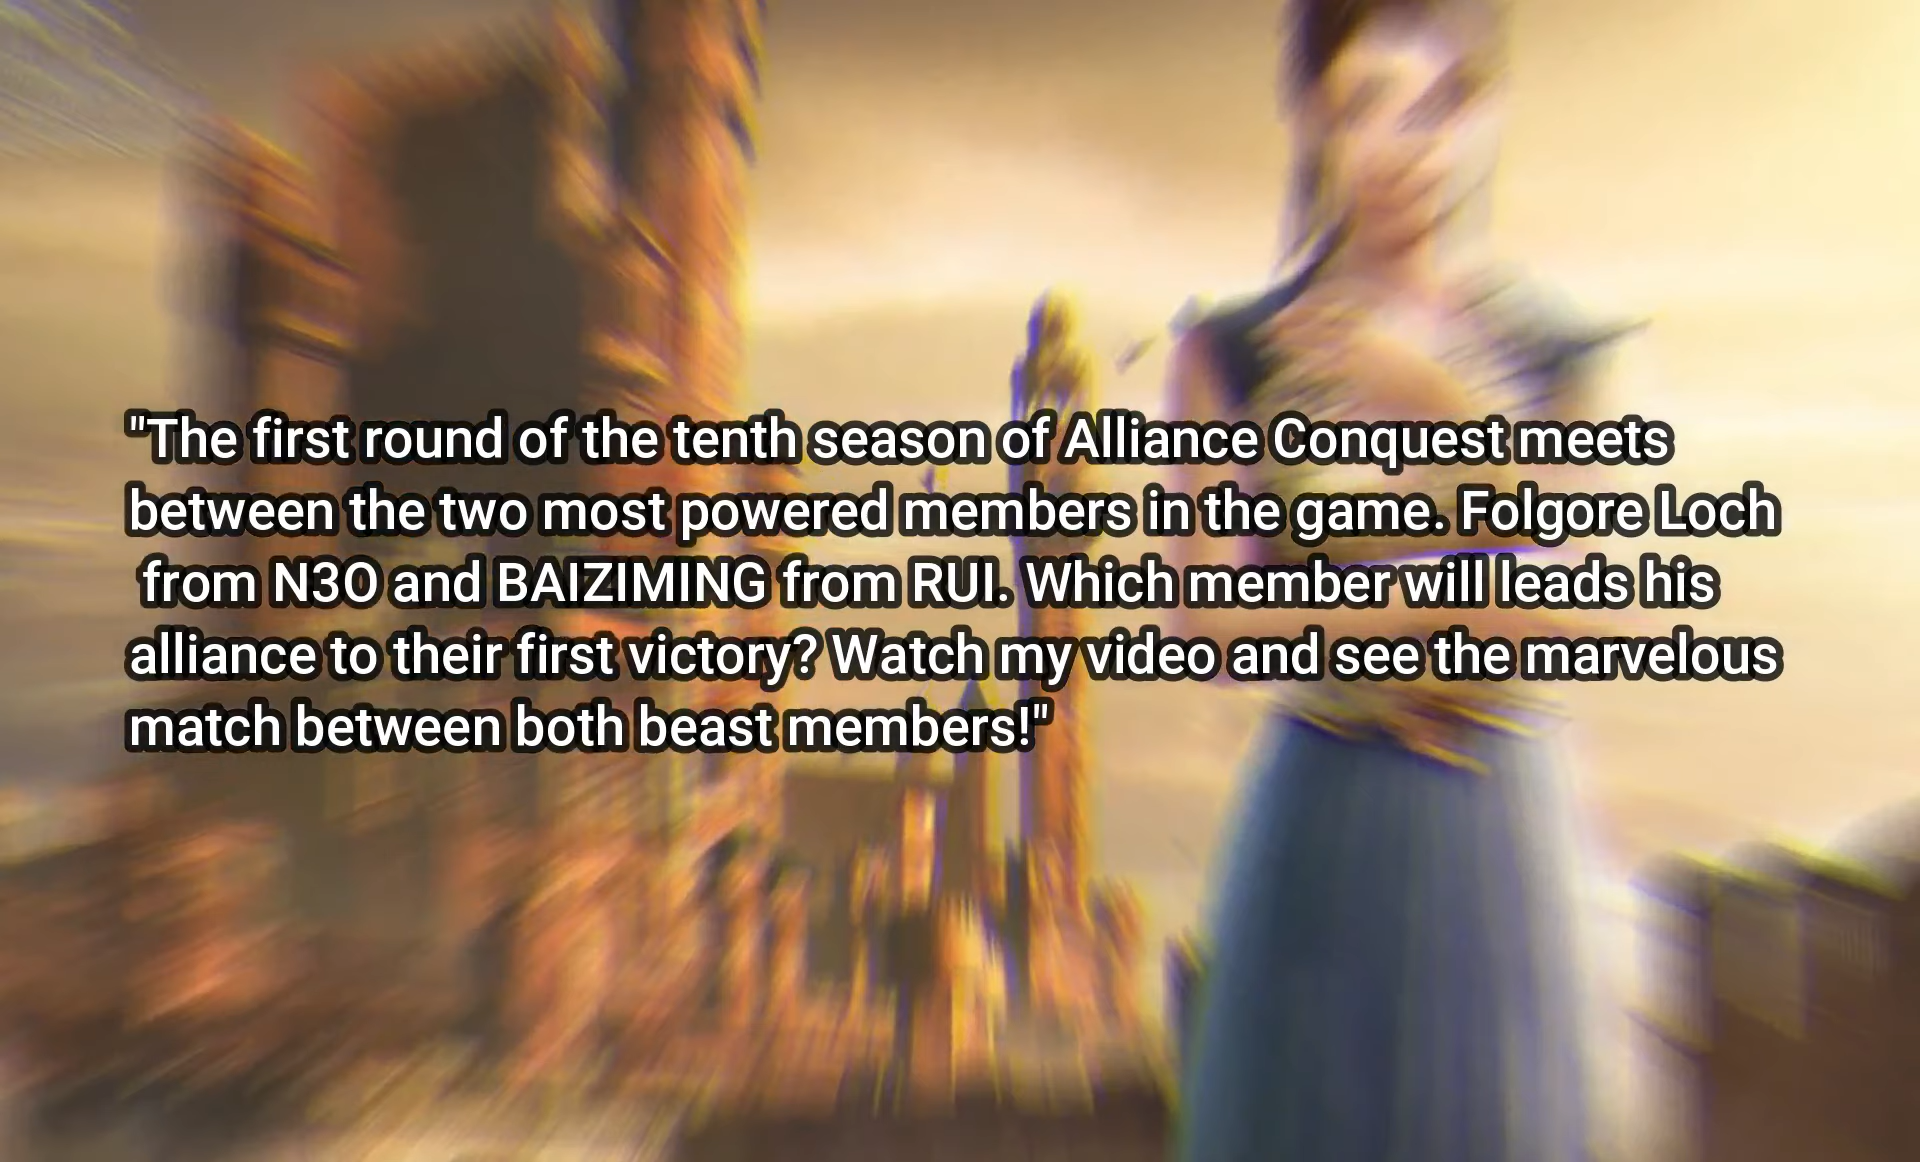 "The first round of the tenth season of Alliance Conquest meets
between the two most powered members in the game. Folgore Loch
from N3O and BAIZIMING from RUI. Which member will leads his
alliance to their first victory? Watch my video and see the marvelous
match between both beast members!"